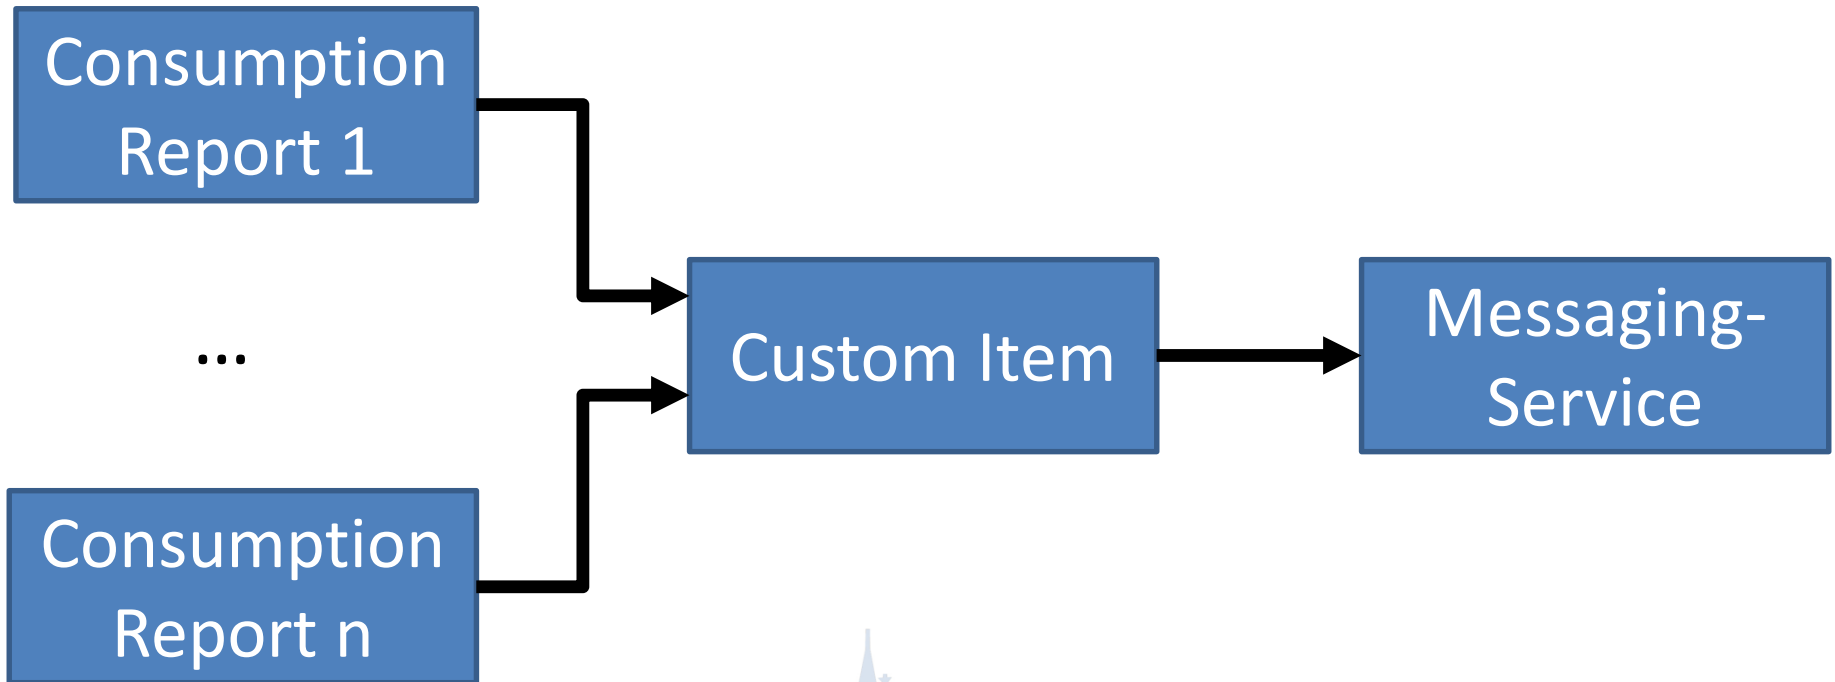 Consumption
Report 1
...
Consumption
Report n
Custom Item
Messaging-
Service